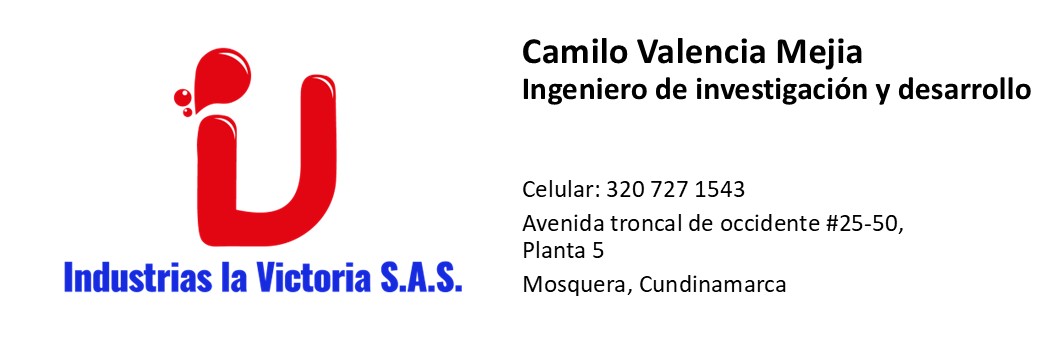 Industrias la Victoria S.A.S.
Camilo Valencia Mejia
Ingeniero de investigación y desarrollo
Celular: 320 727 1543
Avenida troncal de occidente #25-50,
Planta 5
Mosquera, Cundinamarca